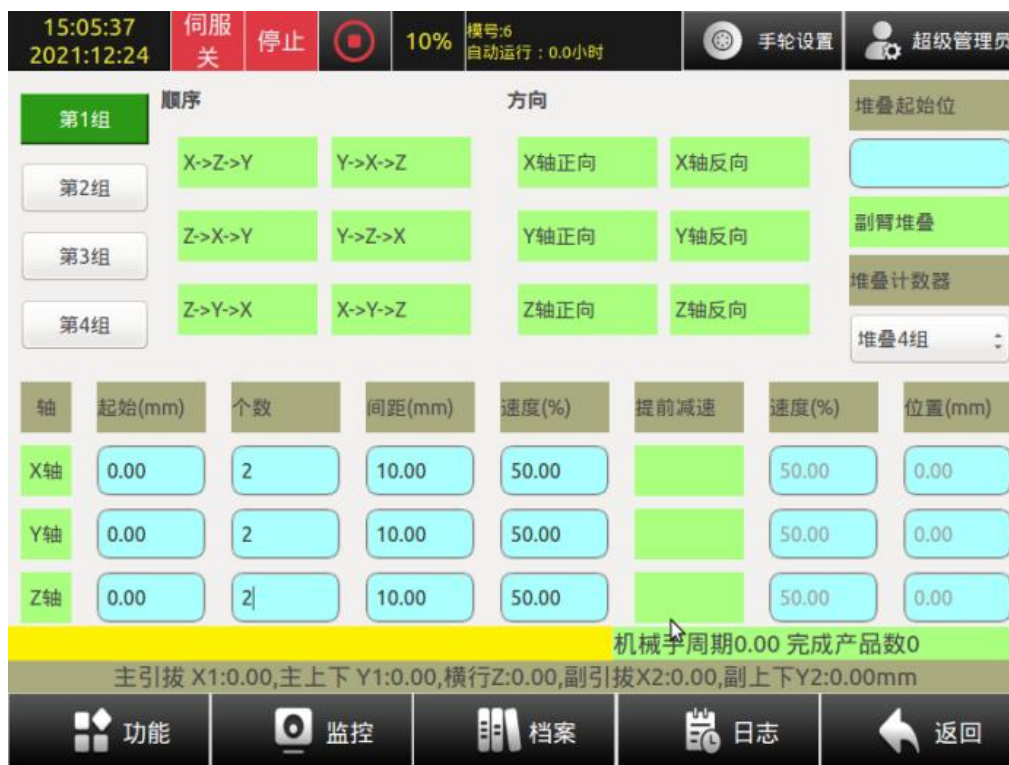 15:05:37
2021:12:24
伺服
关
停止
10%
模号:6
自动运行：0.0小时
手轮设置
超级管理员
第1组
第2组
第3组
第4组
顺序
方向
X->Z->Y
Y->X->Z
X轴正向
X轴反向
Z->X->Y
Y->Z->X
Y轴正向
Y轴反向
Z->Y->X
X->Y->Z
Z轴正向
Z轴反向
堆叠起始位
副臂堆叠
堆叠计数器
堆叠4组
轴 起始(mm) 个数 间距(mm) 速度(%) 提前减速 速度(%) 位置(mm)
X轴 0.00 2 10.00 50.00 50.00 0.00
Y轴 0.00 2 10.00 50.00 50.00 0.00
Z轴 0.00 2 10.00 50.00 50.00 0.00
机械手周期0.00 完成产品数0
主引拔 X1:0.00,主上下 Y1:0.00,横行Z:0.00,副引拔X2:0.00,副上下Y2:0.00mm
功能
监控
档案
日志
返回